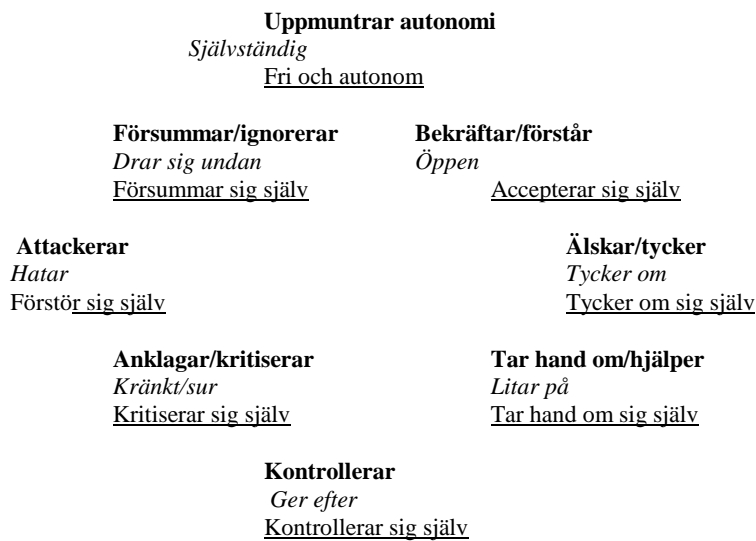 Uppmuntrar autonomi
Självständig
Fri och autonom
Försummar/ignorerar Bekräftar/förstår
Drar sig undan Öppen
Försummar sig själv Accepterar sig själv
Attackerar Älskar/tycker
Hatar Tycker om
Förstör sig själv Tycker om sig själv
Anklagar/kritiserar Tar hand om/hjälper
Kränkt/sur Litar på
Kritiserar sig själv Tar hand om sig själv
Kontrollerar
Ger efter
Kontrollerar sig själv